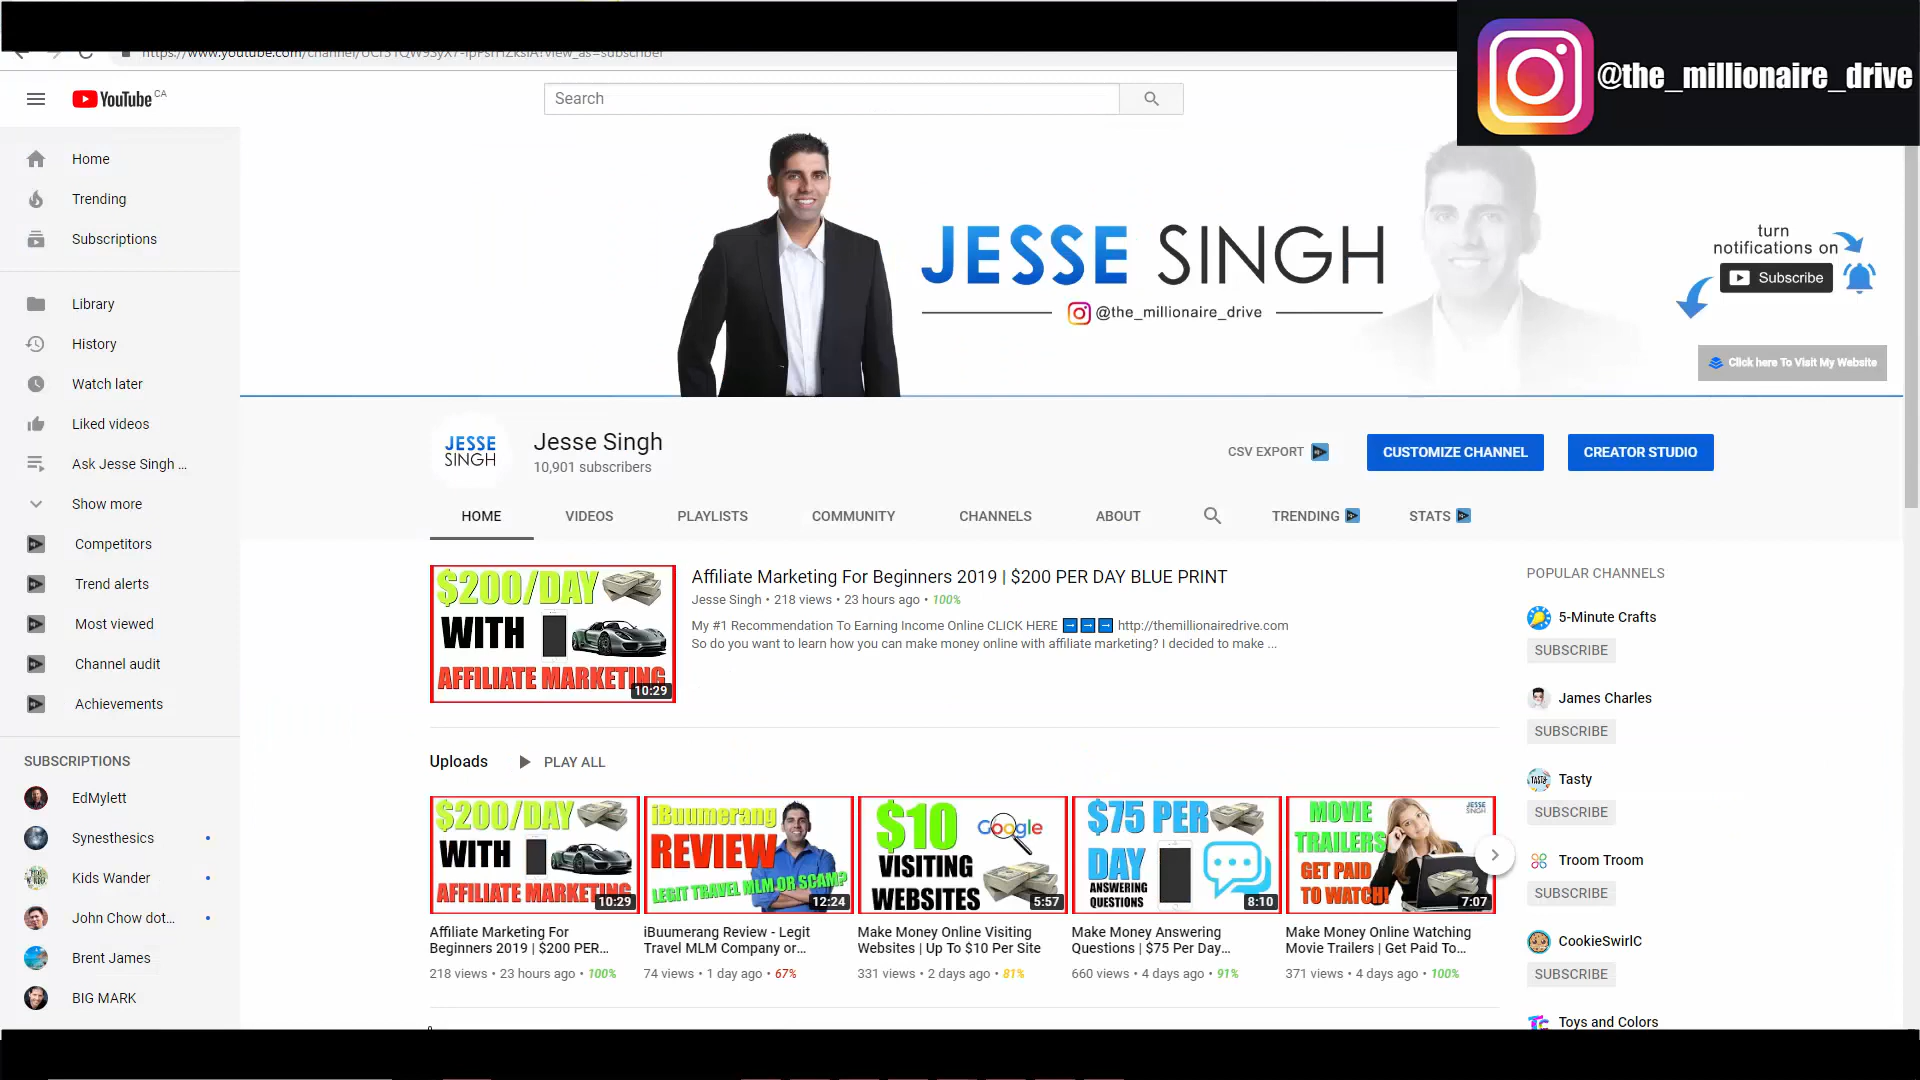 @the_millionaire_drive
YouTube CA
Search
Home
Trending
Subscriptions
Library
History
Watch later
Liked videos
Ask Jesse Singh ...
Show more
Competitors
Trend alerts
Most viewed
Channel audit
Achievements
SUBSCRIPTIONS
EdMylett
Synesthesics
Kids Wander
John Chow dot...
Brent James
BIG MARK
JESSE SINGH
@the_millionaire_drive
turn
notifications on
Subscribe
Click here To Visit My Website
JESSE
SINGH
Jesse Singh
10,901 subscribers
CSV EXPORT
CUSTOMIZE CHANNEL
CREATOR STUDIO
HOME
VIDEOS
PLAYLISTS
COMMUNITY
CHANNELS
ABOUT
TRENDING
STATS
$200/DAY
WITH
AFFILIATE MARKETING
10:29
Affiliate Marketing For Beginners 2019 | $200 PER DAY BLUE PRINT
Jesse Singh • 218 views • 23 hours ago • 100%
My #1 Recommendation To Earning Income Online CLICK HERE ➡➡➡ http://themillionairedrive.com
So do you want to learn how you can make money online with affiliate marketing? I decided to make ...
Uploads
PLAY ALL
$200/DAY
WITH
AFFILIATE MARKETING
10:29
Affiliate Marketing For
Beginners 2019 | $200 PER...
218 views • 23 hours ago • 100%
iBuumerang
REVIEW
LEGIT TRAVEL MLM OR SCAM?
12:24
iBuumerang Review - Legit
Travel MLM Company or...
74 views • 1 day ago • 67%
$10
Google
VISITING
WEBSITES
5:57
Make Money Online Visiting
Websites | Up To $10 Per Site
331 views • 2 days ago • 81%
$75 PER
DAY
ANSWERING
QUESTIONS
8:10
Make Money Answering
Questions | $75 Per Day...
660 views • 4 days ago • 91%
MOVIE
TRAILERS
GET PAID
TO WATCH!
JESSE
SINGH
7:07
Make Money Online Watching
Movie Trailers | Get Paid To...
371 views • 4 days ago • 100%
POPULAR CHANNELS
5-Minute Crafts
SUBSCRIBE
James Charles
SUBSCRIBE
TASTY
Tasty
SUBSCRIBE
Troom Troom
SUBSCRIBE
CookieSwirlC
SUBSCRIBE
Toys and Colors